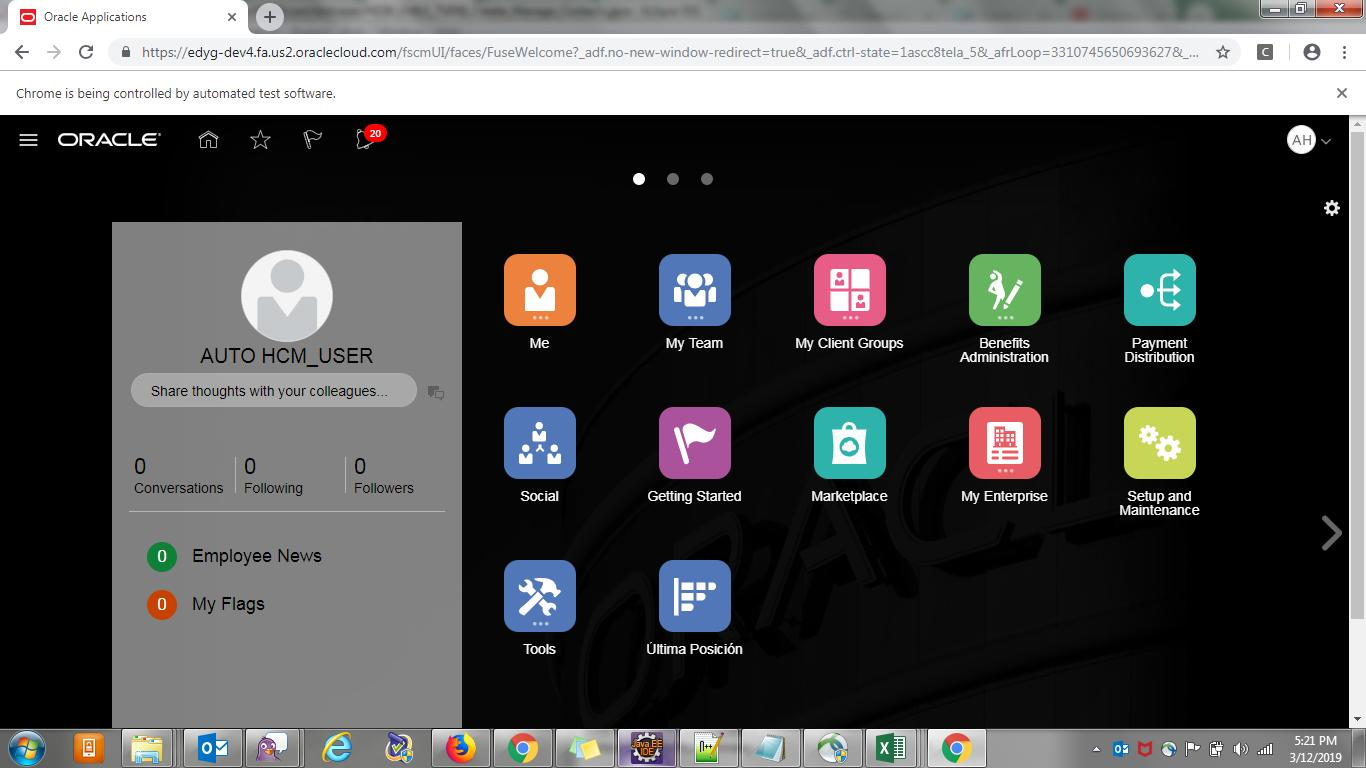 Oracle Applications
https://edyg-dev4.fa.us2.oraclecloud.com/fscmUI/faces/FuseWelcome?_adf.no-new-window-redirect=true&_adf.ctrl-state=1ascc8tela_5&_afrLoop=3310745650693627&_...
C
Chrome is being controlled by automated test software.
ORACLE
20
AH
AUTO HCM_USER
Share thoughts with your colleagues...
0
Conversations
0
Following
0
Followers
0 Employee News
0 My Flags
Me
My Team
My Client Groups
Benefits
Administration
Payment
Distribution
Social
Getting Started
Marketplace
My Enterprise
Setup and
Maintenance
Tools
Última Posición
Java EE
IDE
5:21 PM
3/12/2019